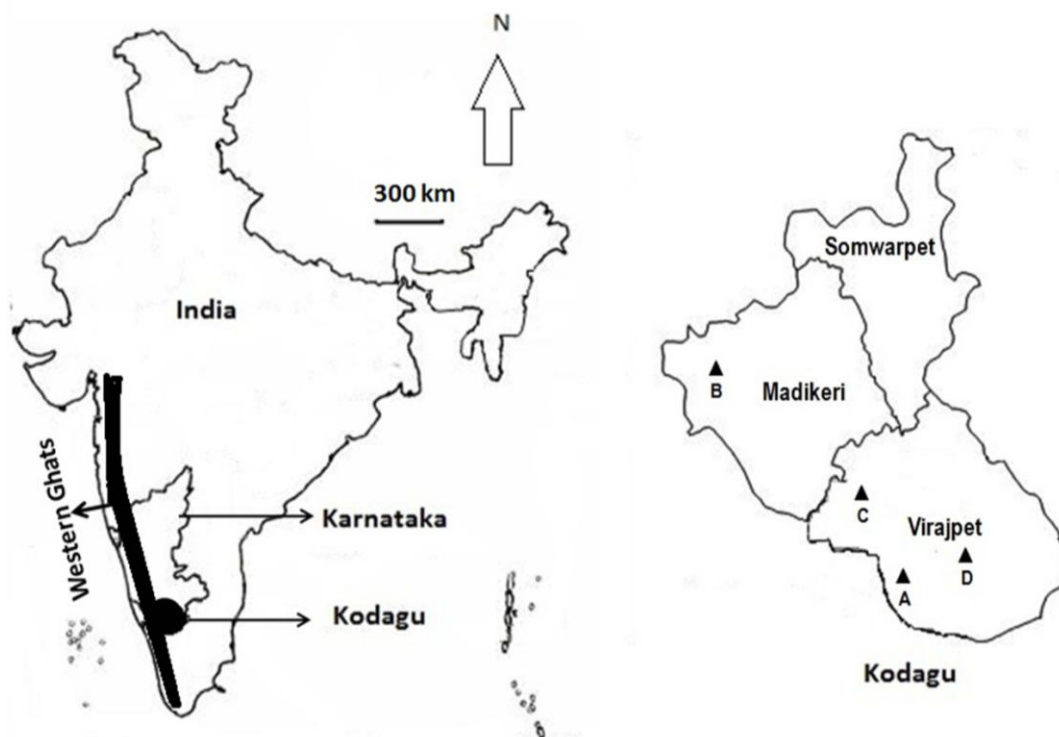 N
300 km
India
Western Ghats
Karnataka
Kodagu
Somwarpet
Madikeri
B
C
Virajpet
D
A
Kodagu